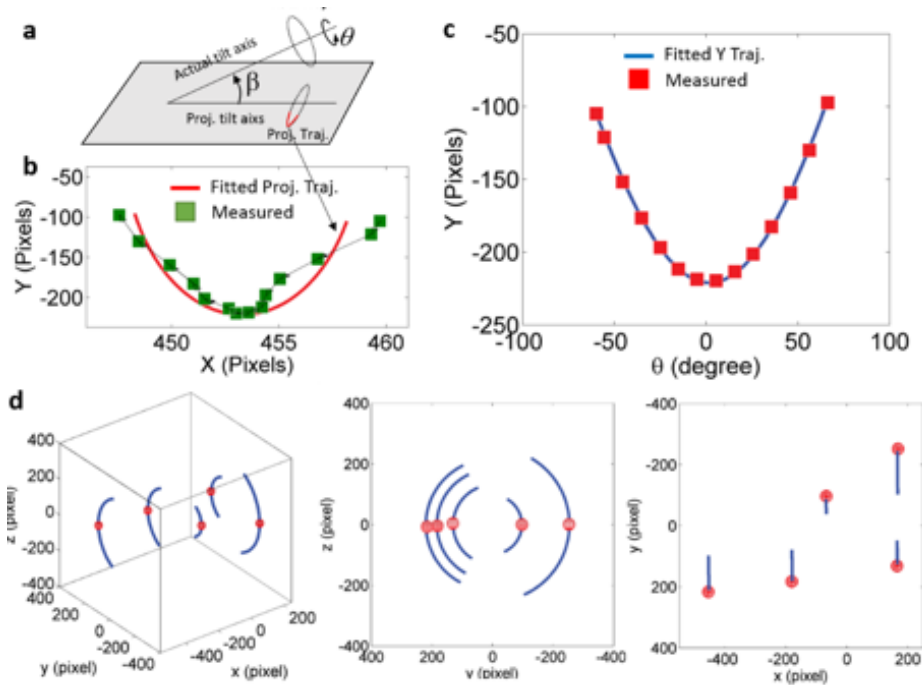 a
Actual tilt axis
θ
β
Proj. tilt aixs
Proj. Traj.
b
-50
-100
-150
-200
Y (Pixels)
Fitted Proj. Traj.
Measured
450
455
460
X (Pixels)
c
-50
-100
-150
-200
-250
Y (Pixels)
Fitted Y Traj.
Measured
-100
-50
0
50
100
θ (degree)
d
400
200
0
-200
-400
z (pixel)
400
200
0
-200
-400
y (pixel)
-400
-200
0
200
400
x (pixel)
400
200
0
-200
-400
z (pixel)
400
200
0
-200
-400
y (pixel)
-400
-200
0
200
400
y (pixel)
-400
-200
0
200
x (pixel)